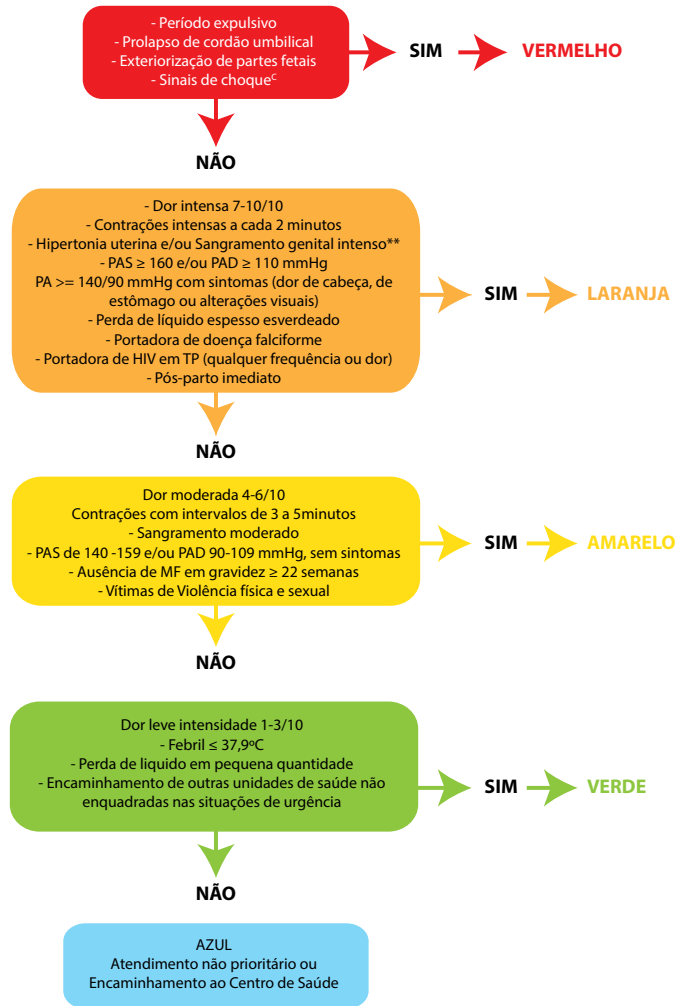 - Período expulsivo
- Prolapso de cordão umbilical
- Exteriorização de partes fetais
- Sinais de choqueᶜ
SIM
VERMELHO
NÃO
- Dor intensa 7-10/10
- Contrações intensas a cada 2 minutos
- Hipertonia uterina e/ou Sangramento genital intenso**
- PAS ≥ 160 e/ou PAD ≥ 110 mmHg
PA >= 140/90 mmHg com sintomas (dor de cabeça, de
estômago ou alterações visuais)
- Perda de líquido espesso esverdeado
- Portadora de doença falciforme
- Portadora de HIV em TP (qualquer frequência ou dor)
- Pós-parto imediato
SIM
LARANJA
NÃO
Dor moderada 4-6/10
Contrações com intervalos de 3 a 5minutos
- Sangramento moderado
- PAS de 140 -159 e/ou PAD 90-109 mmHg, sem sintomas
- Ausência de MF em gravidez ≥ 22 semanas
- Vítimas de Violência física e sexual
SIM
AMARELO
NÃO
Dor leve intensidade 1-3/10
- Febril ≤ 37,9ºC
- Perda de liquido em pequena quantidade
- Encaminhamento de outras unidades de saúde não
enquadradas nas situações de urgência
SIM
VERDE
NÃO
AZUL
Atendimento não prioritário ou
Encaminhamento ao Centro de Saúde